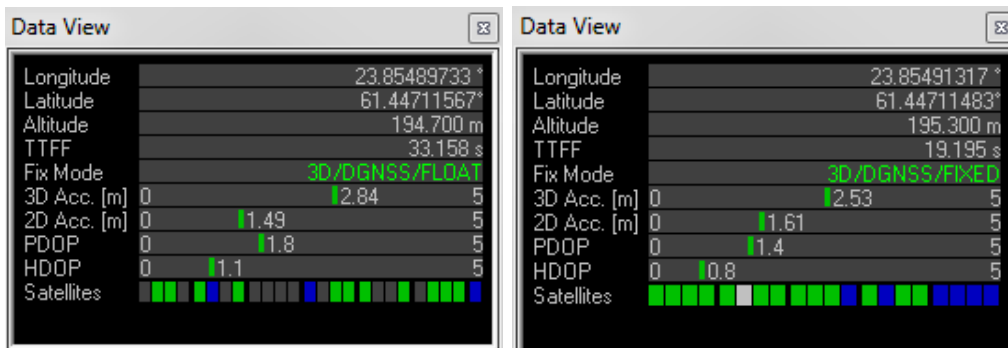 Data View
Longitude 23.85489733 °
Latitude 61.44711567°
Altitude 194.700 m
TTFF 33.158 s
Fix Mode 3D/DGNSS/FLOAT
3D Acc. [m] 0 2.84 5
2D Acc. [m] 0 1.49 5
PDOP 0 1.8 5
HDOP 0 1.1 5
Satellites
Data View
Longitude 23.85491317 °
Latitude 61.44711483°
Altitude 195.300 m
TTFF 19.195 s
Fix Mode 3D/DGNSS/FIXED
3D Acc. [m] 0 2.53 5
2D Acc. [m] 0 1.61 5
PDOP 0 1.4 5
HDOP 0 0.8 5
Satellites